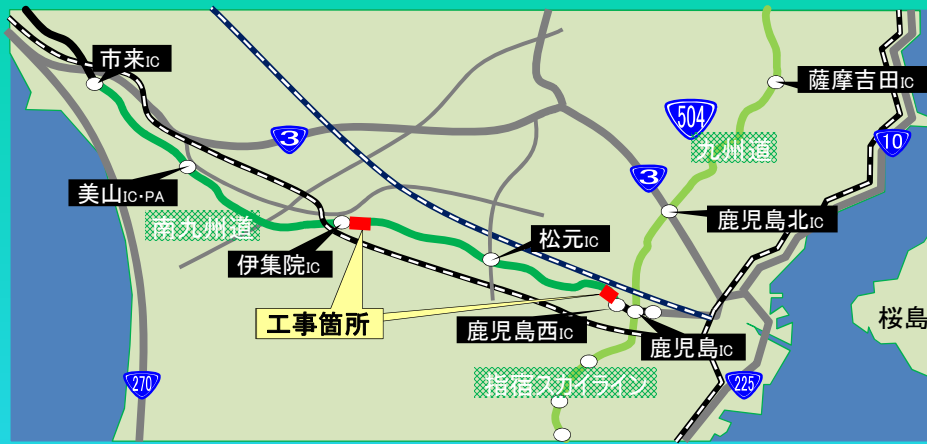 市来IC
薩摩吉田IC
504
3
九州道
10
3
美山IC・PA
南九州道
鹿児島北IC
松元IC
伊集院IC
工事箇所
鹿児島西IC
桜島
鹿児島IC
270
指宿スカイライン
225